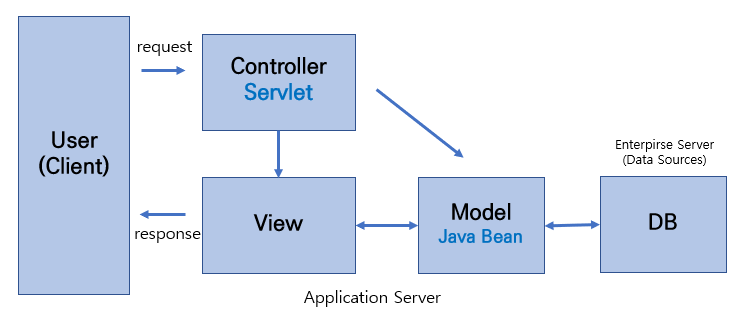 request
Controller
Servlet
User
(Client)
Enterpirse Server
(Data Sources)
View
Model
Java Bean
DB
response
Application Server